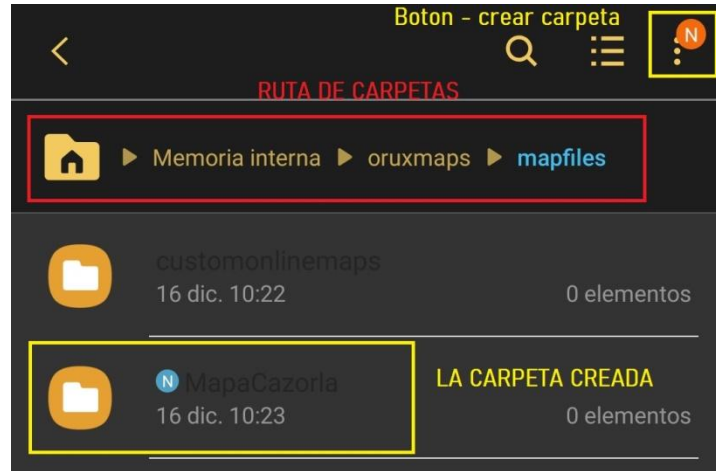 Boton - crear carpeta
N
RUTA DE CARPETAS
Memoria interna oruxmaps mapfiles
customonlinemaps
16 dic. 10:22 0 elementos
N MapaCazorla LA CARPETA CREADA
16 dic. 10:23 0 elementos